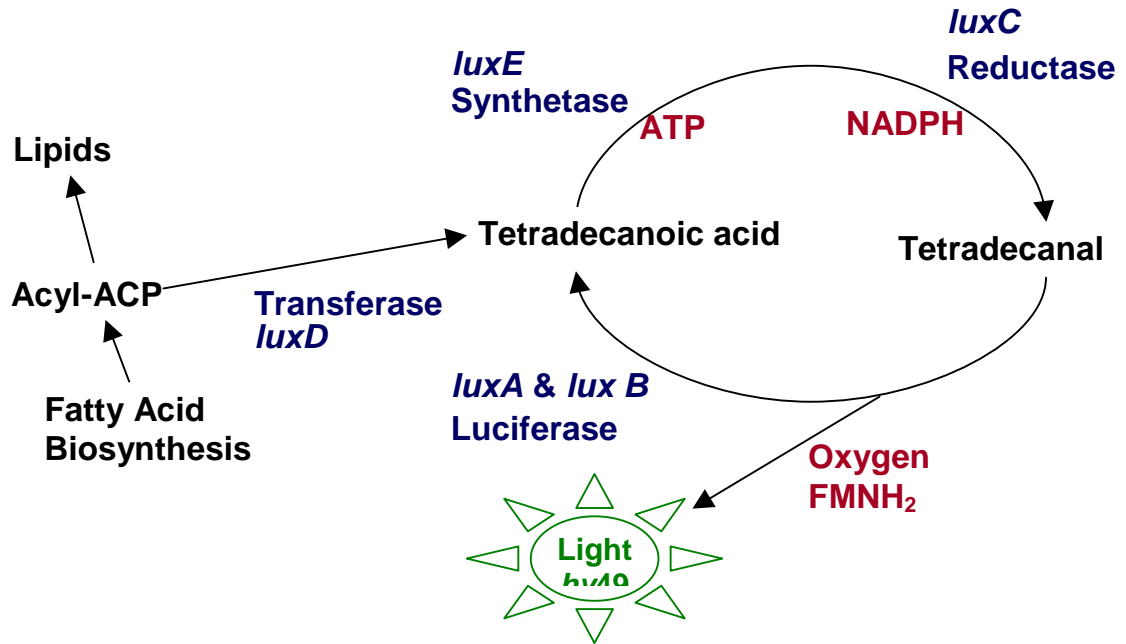 luxC
Reductase
luxE
Synthetase
ATP
NADPH
Lipids
Tetradecanoic acid
Tetradecanal
Acyl-ACP
Transferase
luxD
Fatty Acid
Biosynthesis
luxA & lux B
Luciferase
Oxygen
FMNH₂
Light